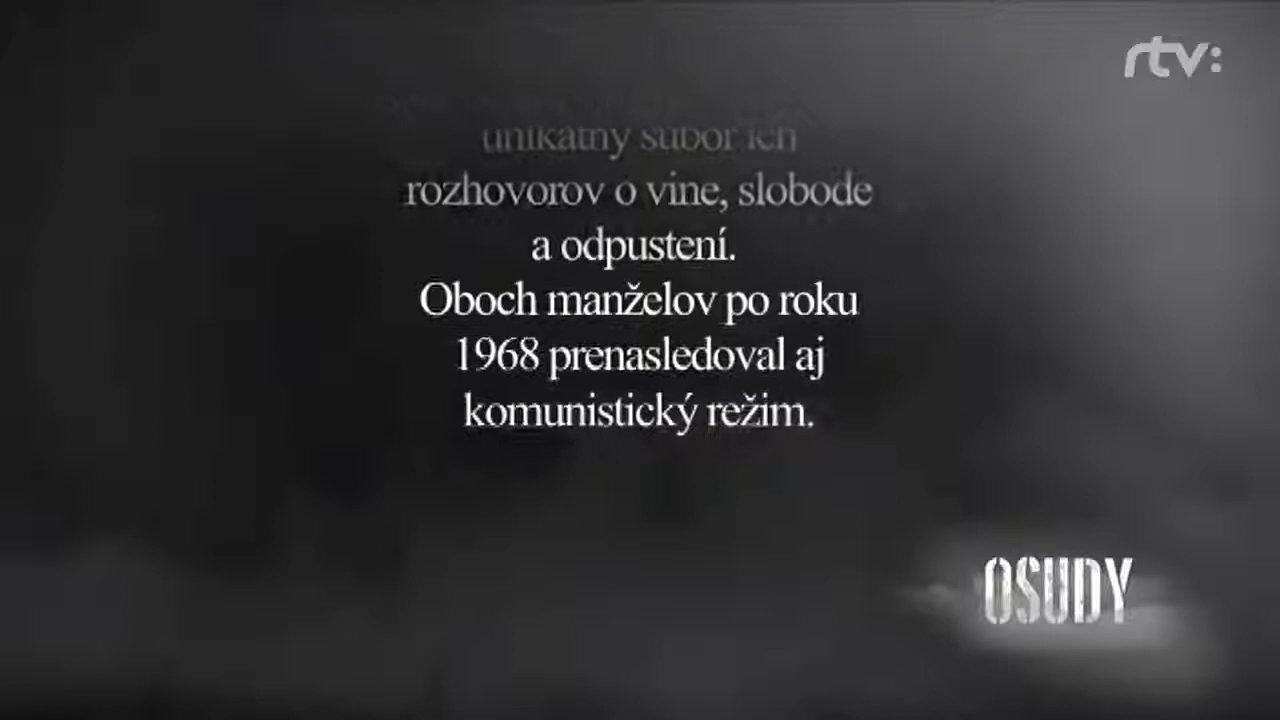 rtv:
unikátny súbor ich
rozhovorov o vine, slobode
a odpustení.
Oboch manželov po roku
1968 prenasledoval aj
komunistický režim.
OSUDY